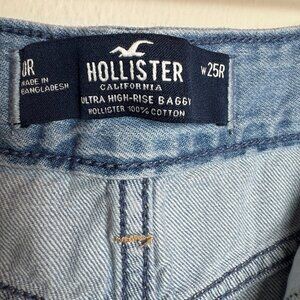 0R
MADE IN
BANGLADESH
HOLLISTER
CALIFORNIA
ULTRA HIGH-RISE BAGGY
HOLLISTER 100% COTTON
W25R